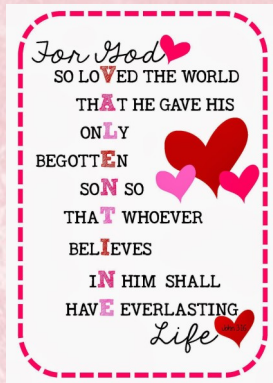 For God
SO LOVED THE WORLD
THAT HE GAVE HIS
ONLY
BEGOTTEN
SON SO
THAT WHOEVER
BELIEVES
IN HIM SHALL
HAVE EVERLASTING
Life